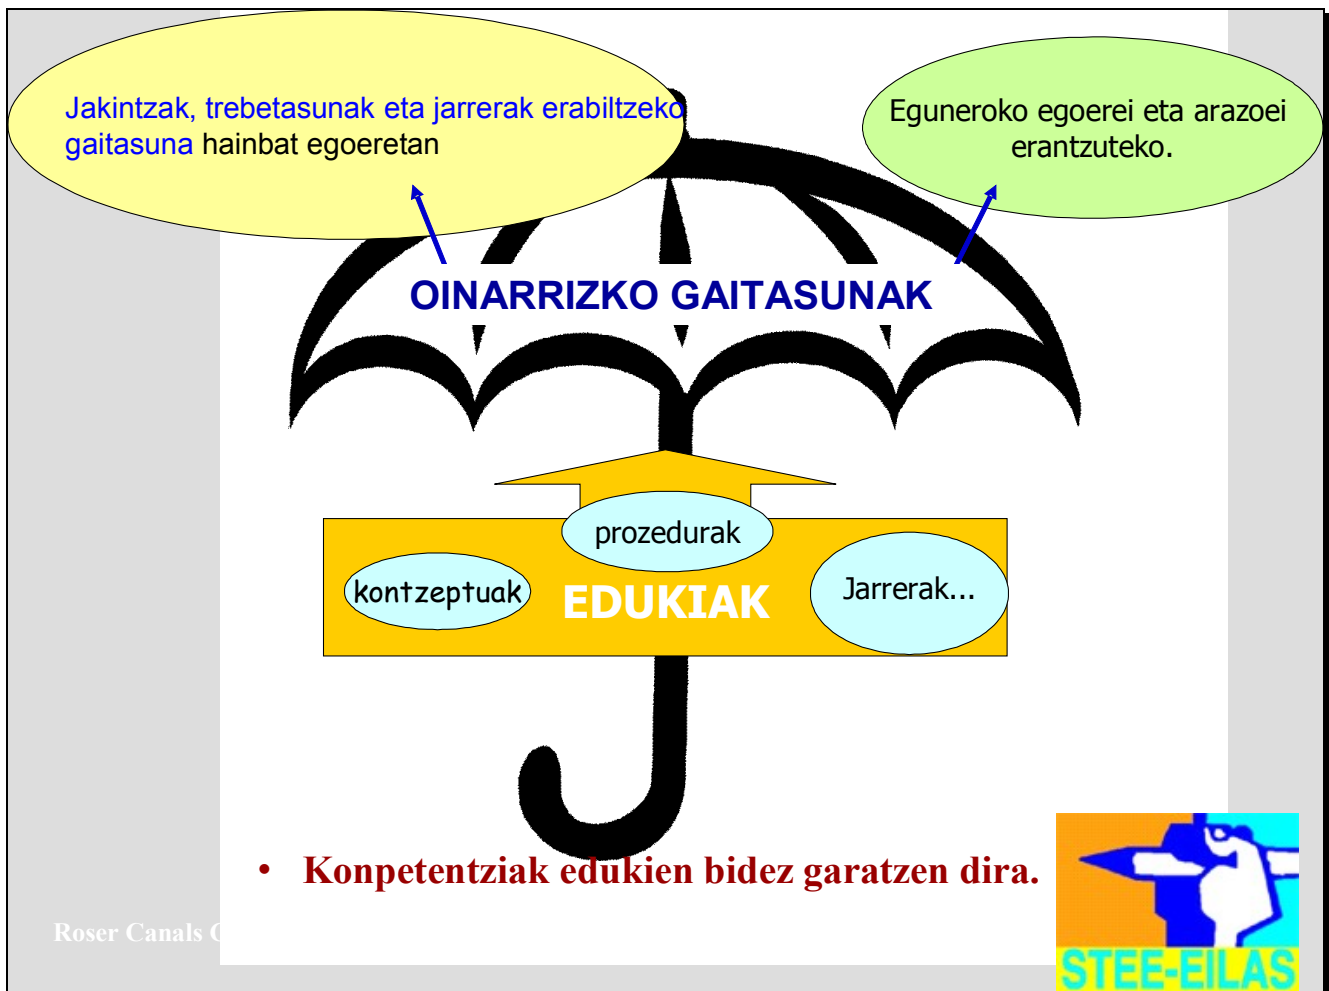 Jakintzak, trebetasunak eta jarrerak erabiltzeko
gaitasuna hainbat egoeretan
Eguneroko egoerei eta arazoei
erantzuteko.
OINARRIZKO GAITASUNAK
prozedurak
kontzeptuak
EDUKIAK
Jarrerak...
• Konpetentziak edukien bidez garatzen dira.
Roser Canals
STEE-EILAS